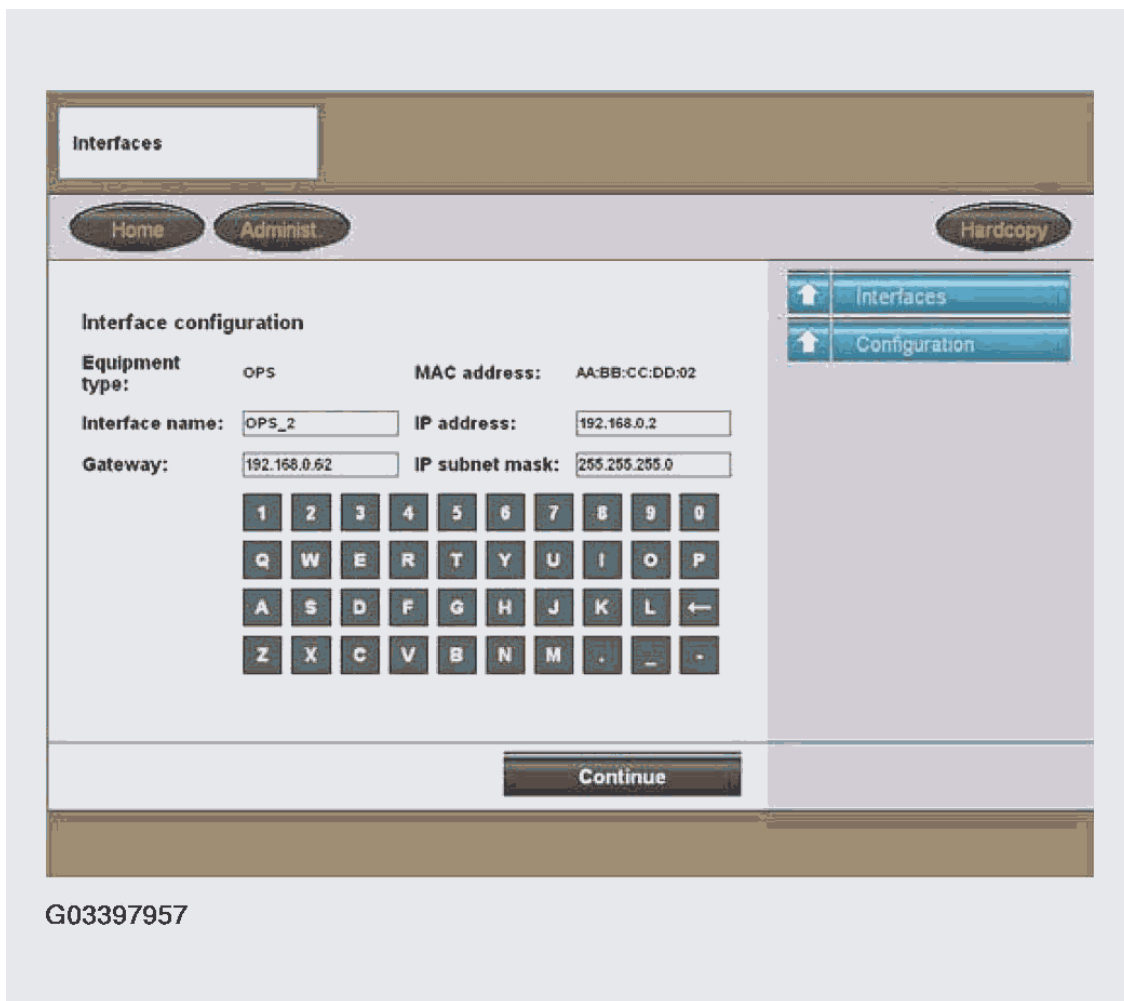 Interfaces
Home Administ. Hardcopy
Interfaces
Configuration
Interface configuration
Equipment type: OPS MAC address: AA:BB:CC:DD:02
Interface name: OPS_2 IP address: 192.168.0.2
Gateway: 192.168.0.62 IP subnet mask: 255.255.255.0
1 2 3 4 5 6 7 8 9 0
Q W E R T Y U I O P
A S D F G H J K L ←
Z X C V B N M . _ -
Continue
G03397957